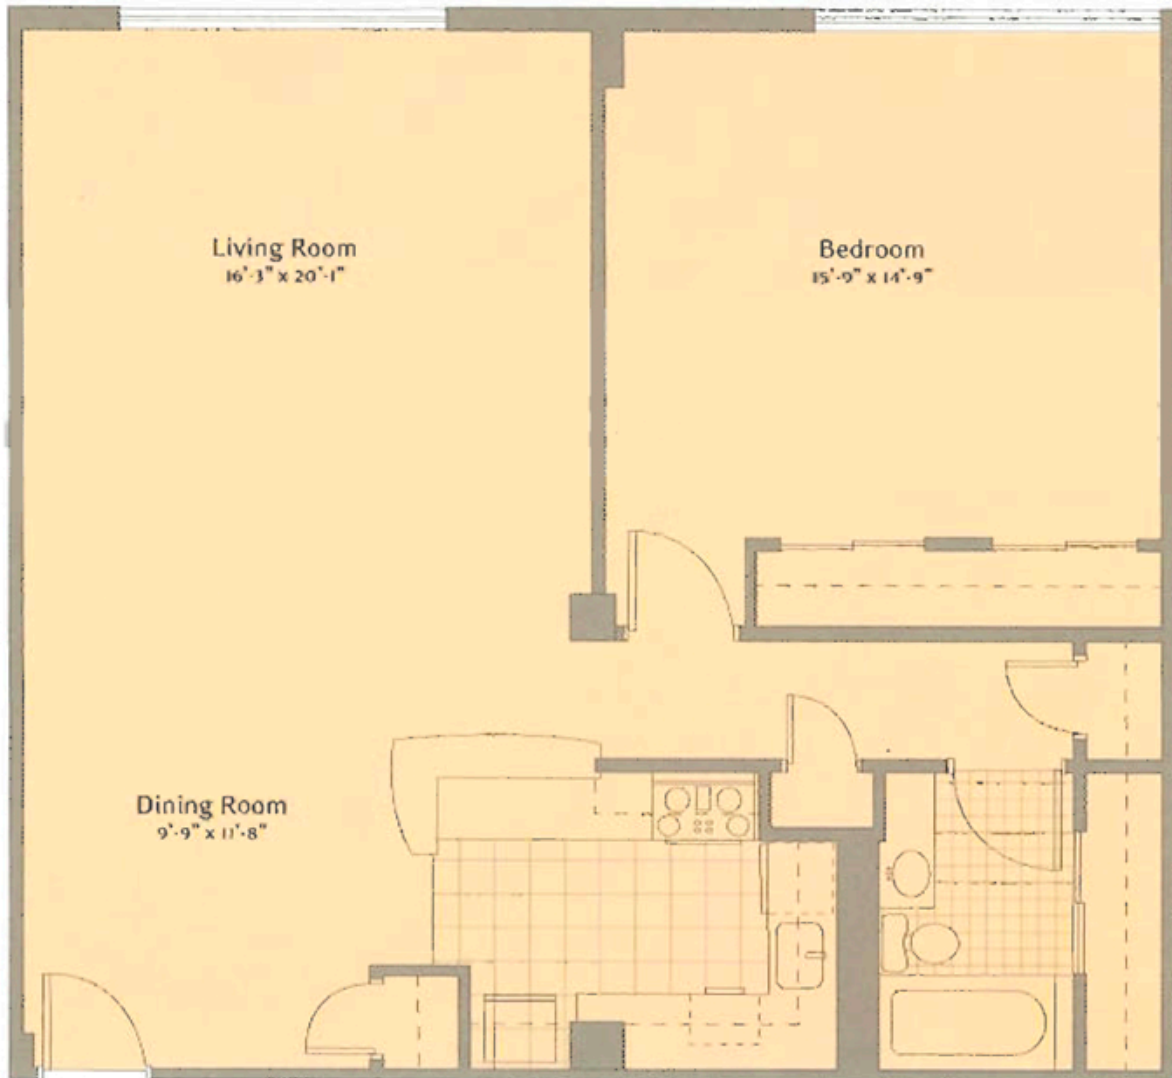 Living Room
16'-3" x 20'-1"
Bedroom
15'-9" x 14'-9"
Dining Room
9'-9" x 11'-8"